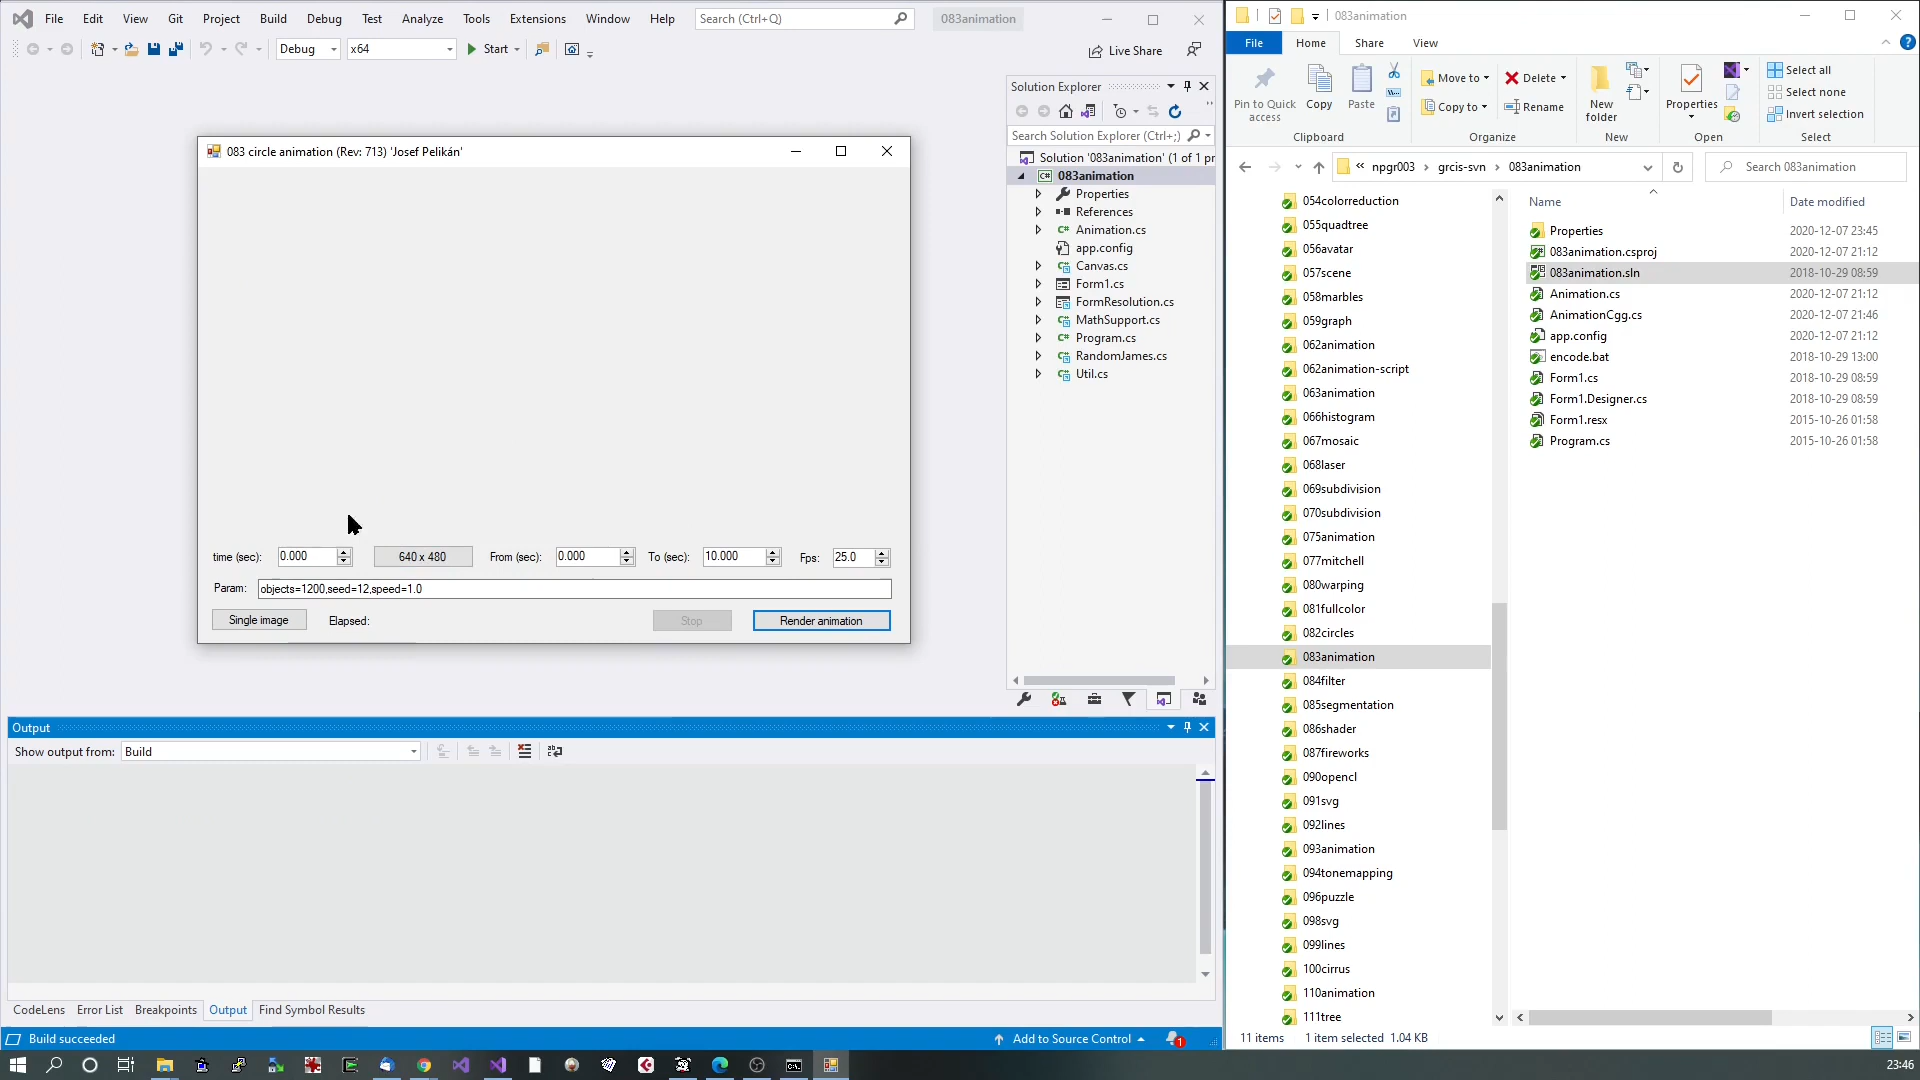 File Edit View Git Project Build Debug Test Analyze Tools Extensions Window Help Search (Ctrl+Q) 083animation
Debug x64 Start Live Share
083 circle animation (Rev: 713) 'Josef Pelikán'
time (sec): 0.000 640 x 480 From (sec): 0.000 To (sec): 10.000 Fps: 25.0
Param: objects=1200,seed=12,speed=1.0
Single image Elapsed: Stop Render animation
Solution Explorer
Search Solution Explorer (Ctrl+;)
Solution '083animation' (1 of 1 pr
083animation
Properties
References
Animation.cs
app.config
Canvas.cs
Form1.cs
FormResolution.cs
MathSupport.cs
Program.cs
RandomJames.cs
Util.cs
Output
Show output from: Build
CodeLens Error List Breakpoints Output Find Symbol Results
Build succeeded Add to Source Control 1
083animation
File Home Share View
Pin to Quick access Copy Paste
Move to Copy to Delete Rename
New folder
Properties
Select all
Select none
Invert selection
Clipboard Organize New Open Select
« npgr003 › grcis-svn › 083animation Search 083animation
054colorreduction
055quadtree
056avatar
057scene
058marbles
059graph
062animation
062animation-script
063animation
066histogram
067mosaic
068laser
069subdivision
070subdivision
075animation
077mitchell
080warping
081fullcolor
082circles
083animation
084filter
085segmentation
086shader
087fireworks
090opencl
091svg
092lines
093animation
094tonemapping
096puzzle
098svg
099lines
100cirrus
110animation
111tree
Name Date modified
Properties 2020-12-07 23:45
083animation.csproj 2020-12-07 21:12
083animation.sln 2018-10-29 08:59
Animation.cs 2020-12-07 21:12
AnimationCgg.cs 2020-12-07 21:46
app.config 2020-12-07 21:12
encode.bat 2018-10-29 13:00
Form1.cs 2018-10-29 08:59
Form1.Designer.cs 2018-10-29 08:59
Form1.resx 2015-10-26 01:58
Program.cs 2015-10-26 01:58
11 items 1 item selected 1.04 KB
23:46